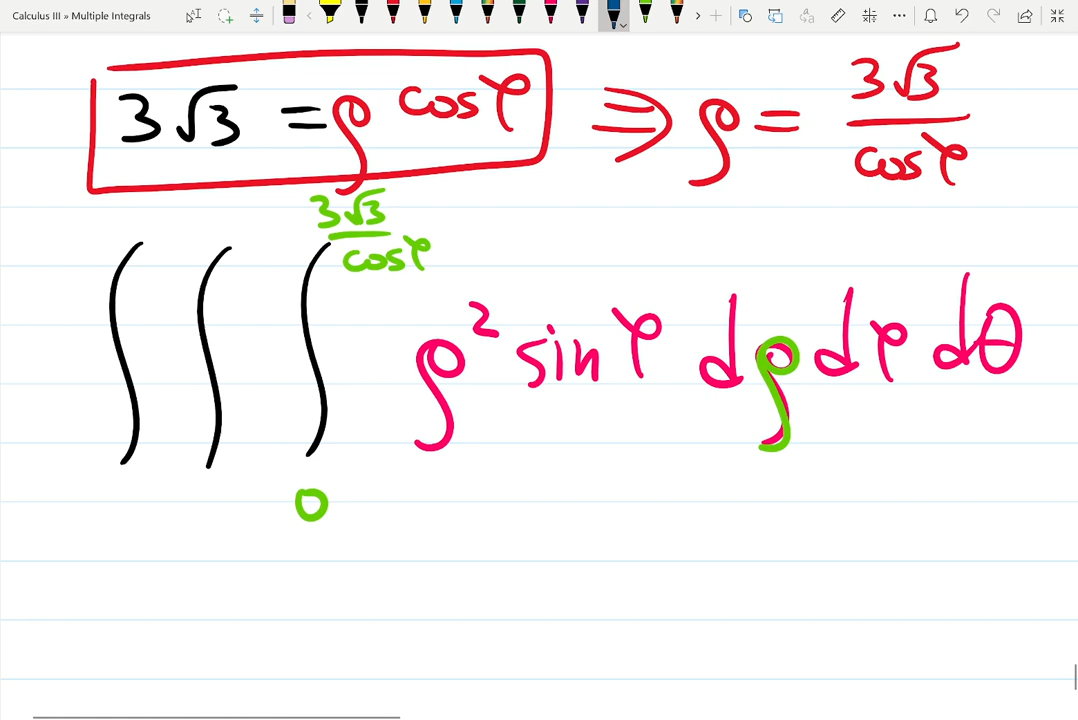 Calculus III » Multiple Integrals
3√3 = ρ cosφ ⇒ ρ = 3√3 / cosφ
∫ ∫ ∫₀^(3√3 / cosφ) ρ² sinφ dρ dφ dθ